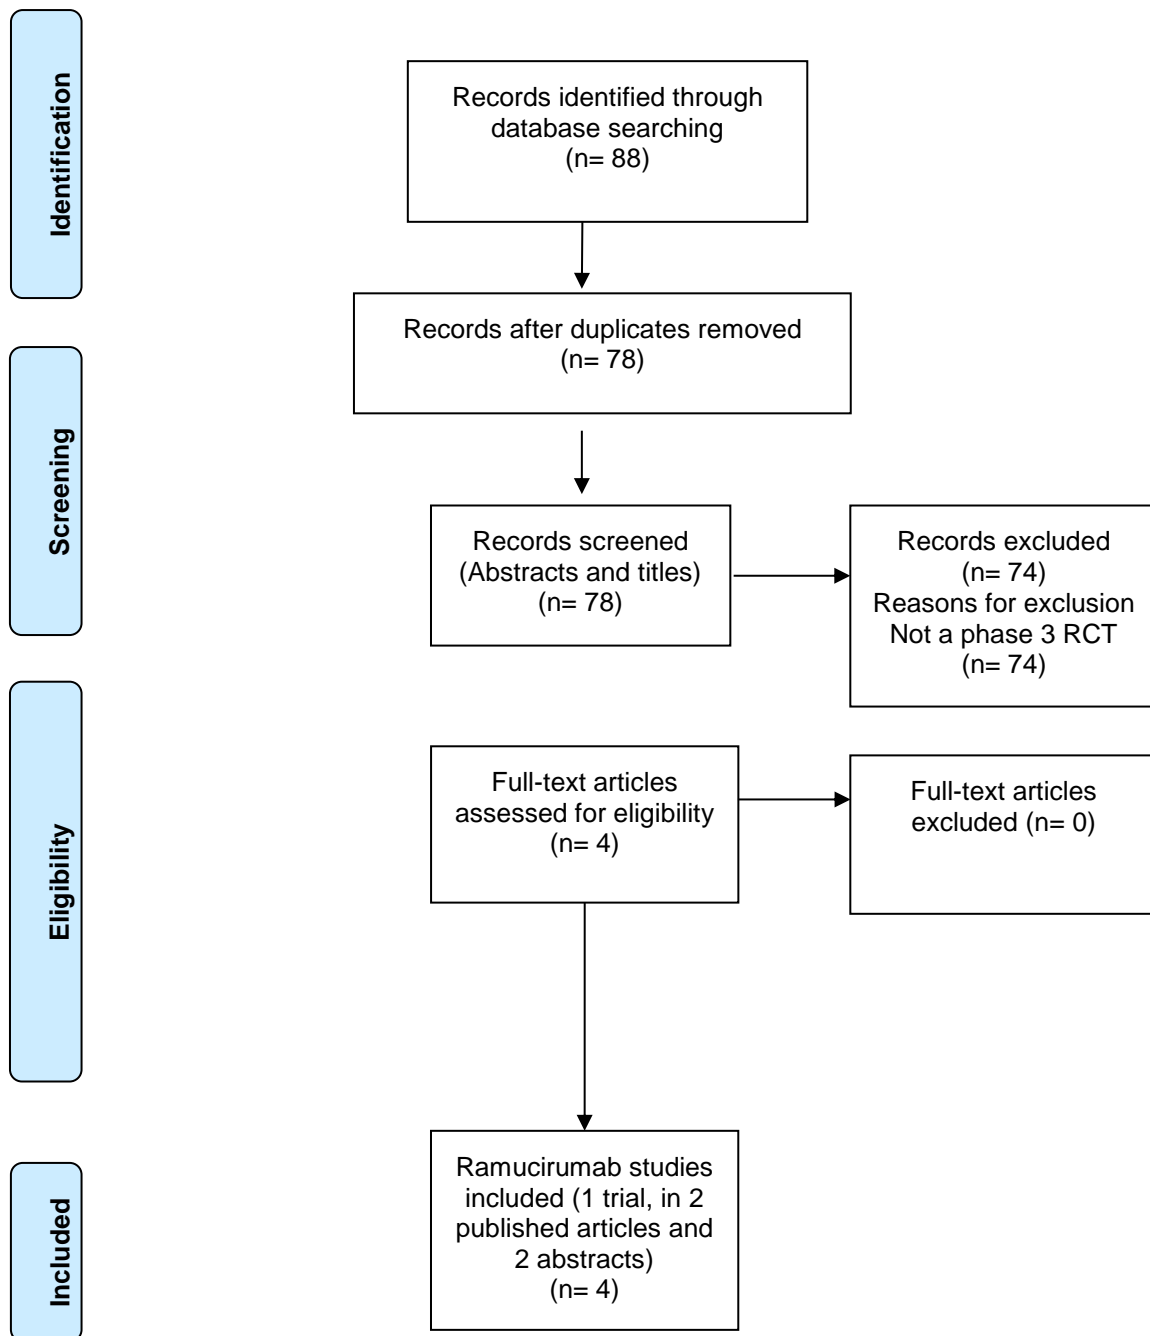 Identification
Records identified through
database searching
(n= 88)
Records after duplicates removed
(n= 78)
Screening
Records screened
(Abstracts and titles)
(n= 78)
Records excluded
(n= 74)
Reasons for exclusion
Not a phase 3 RCT
(n= 74)
Eligibility
Full-text articles
assessed for eligibility
(n= 4)
Full-text articles
excluded (n= 0)
Included
Ramucirumab studies
included (1 trial, in 2
published articles and
2 abstracts)
(n= 4)